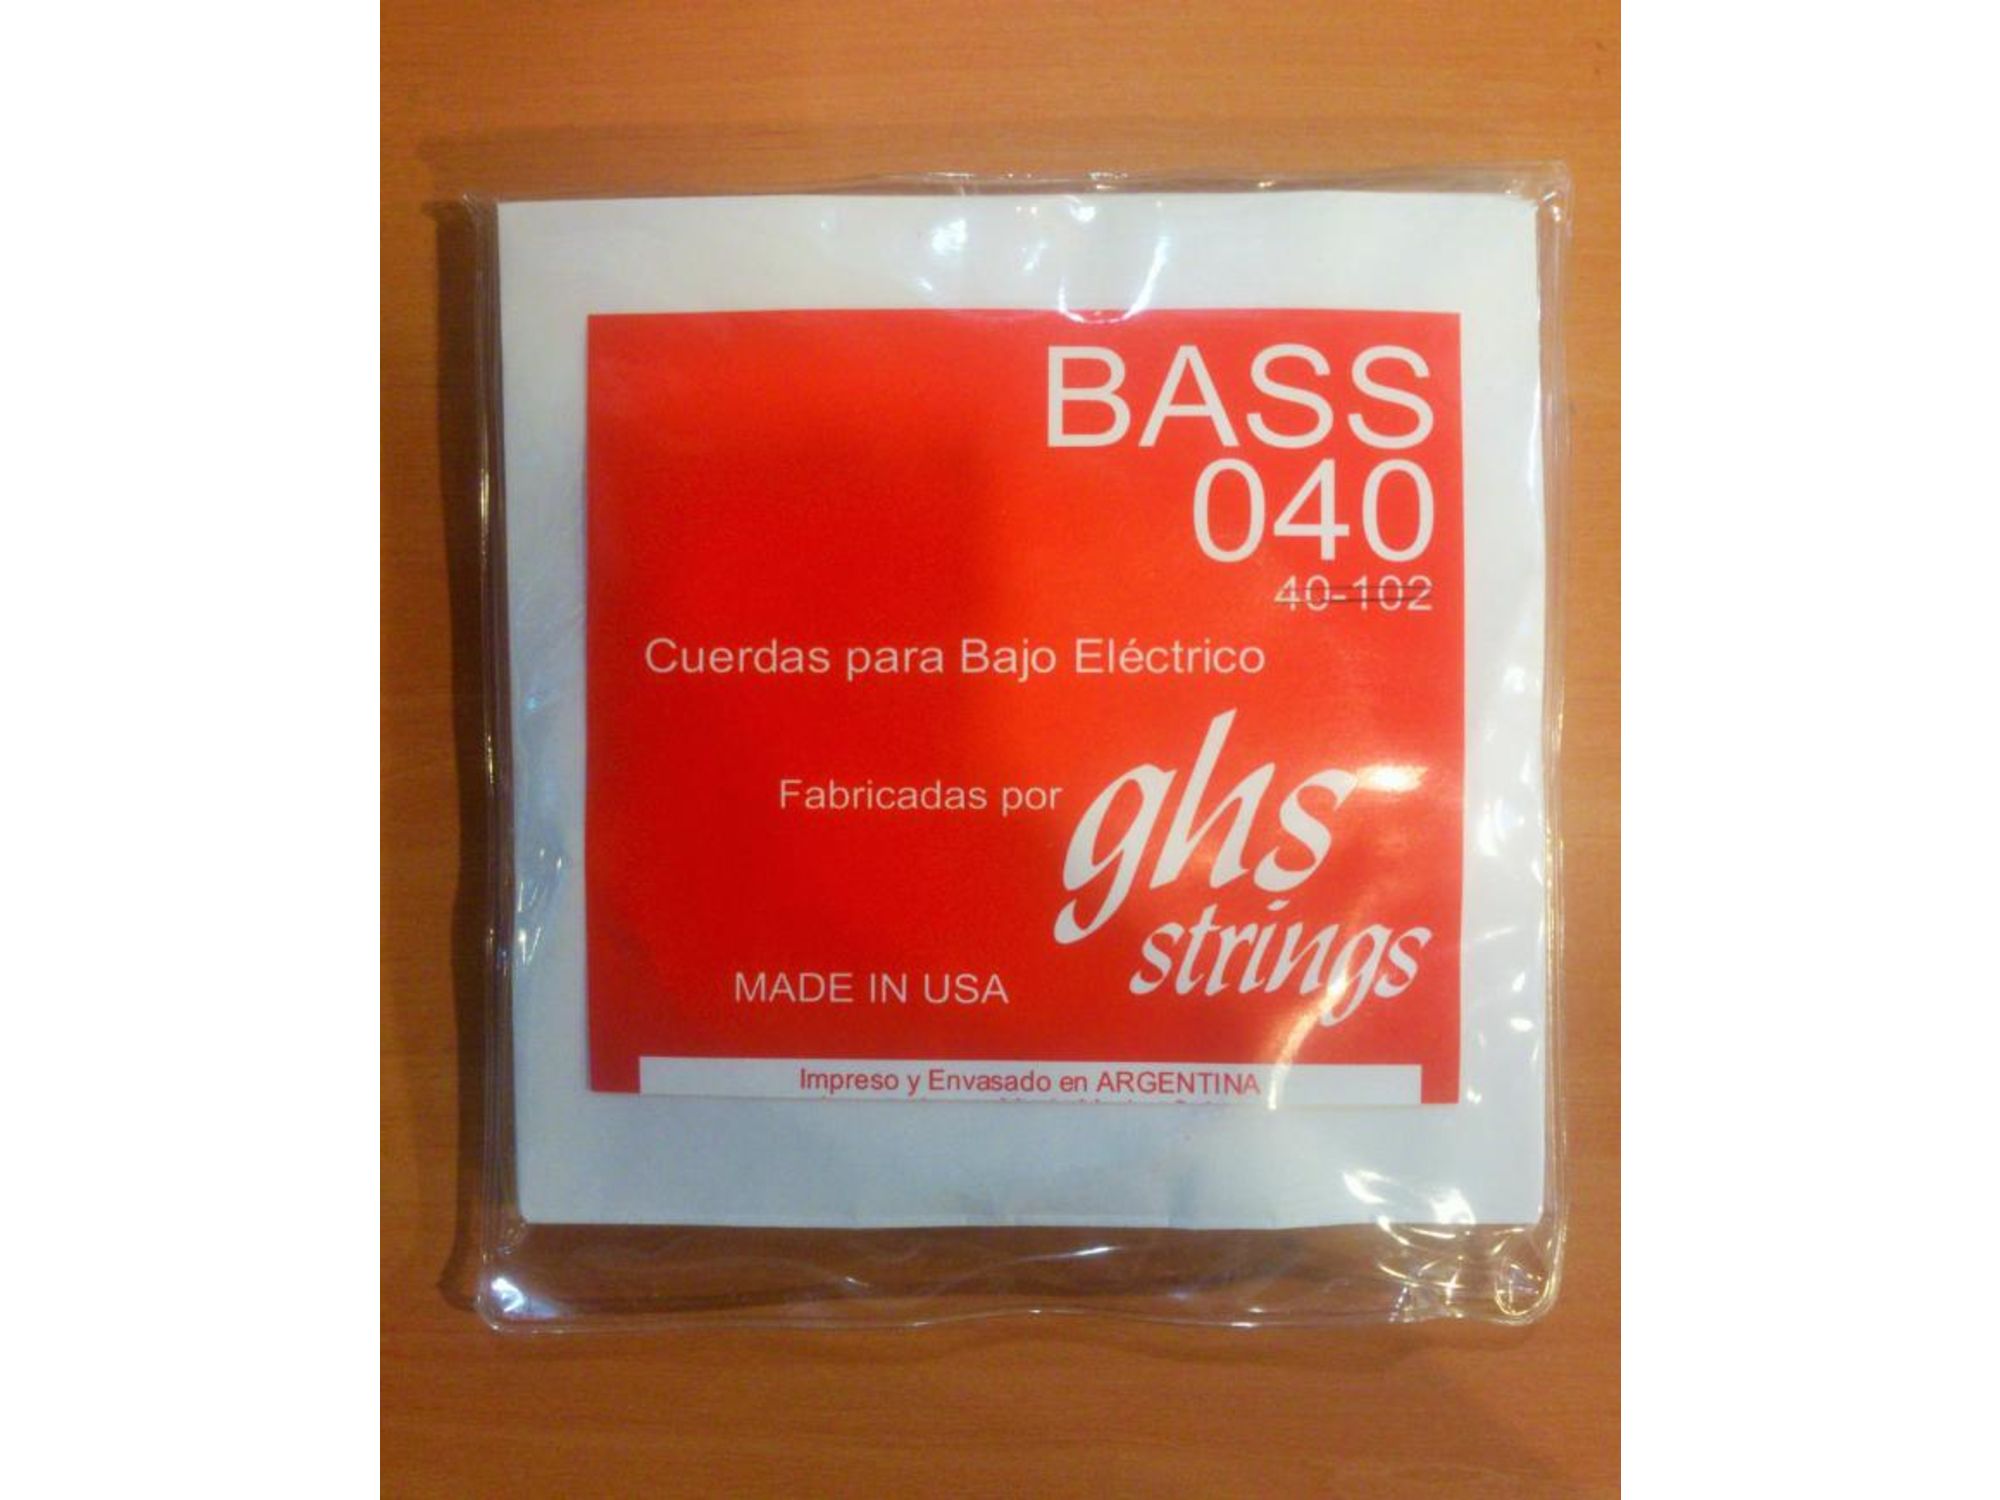 BASS
040
40-102
Cuerdas para Bajo Eléctrico
Fabricadas por
ghs
strings
MADE IN USA
Impreso y Envasado en ARGENTINA